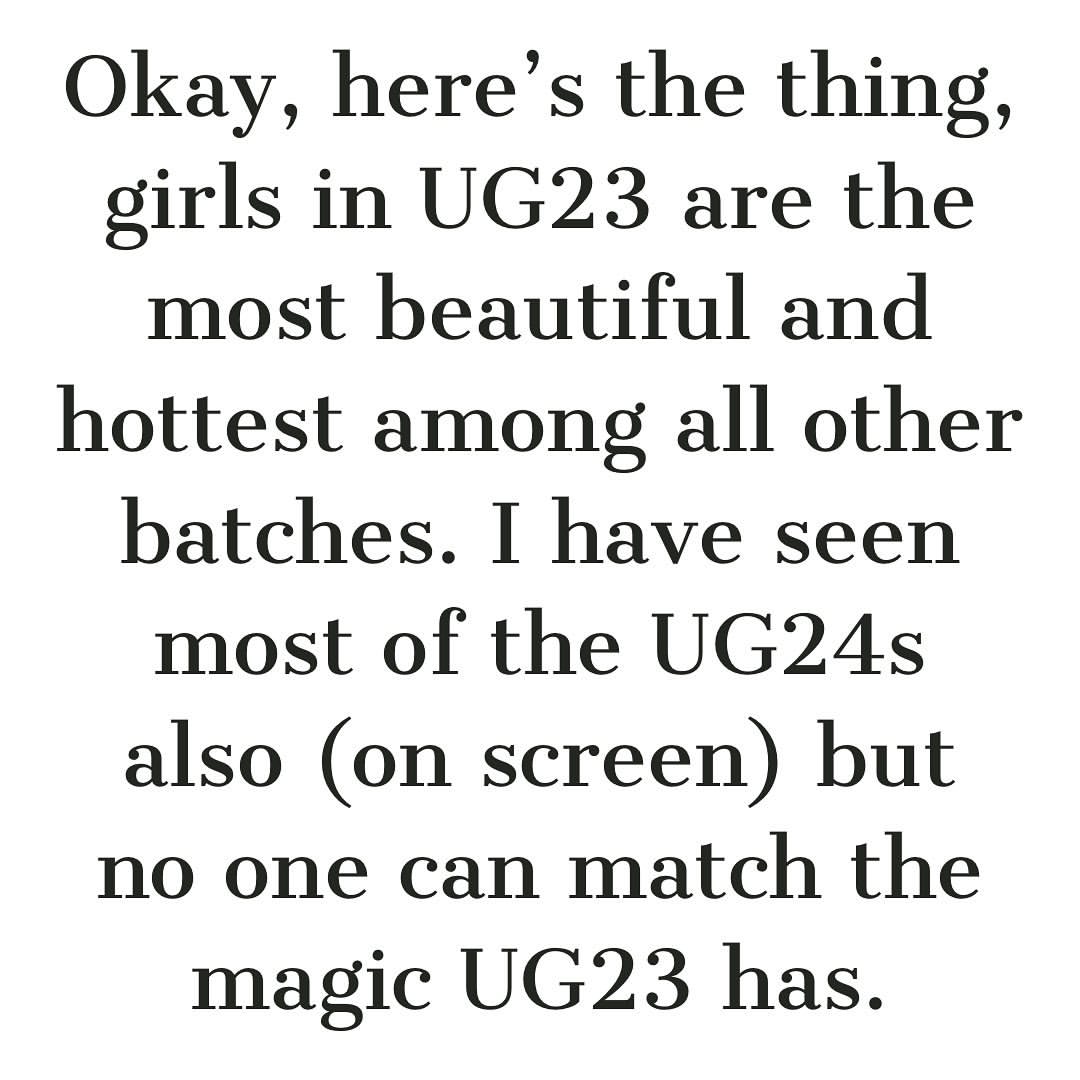 Okay, here’s the thing,
girls in UG23 are the
most beautiful and
hottest among all other
batches. I have seen
most of the UG24s
also (on screen) but
no one can match the
magic UG23 has.